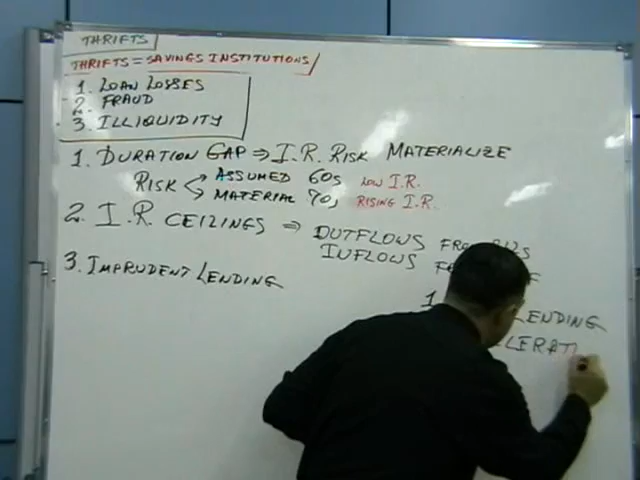 THRIFTS
THRIFTS = SAVINGS INSTITUTIONS
1. LOAN LOSSES
2. FRAUD
3. ILLIQUIDITY
1. DURATION GAP ⇒ I.R. RISK MATERIALIZE
RISK ASSUMED 60s LOW I.R.
MATERIAL 70s RISING I.R.
2. I.R. CEILINGS ⇒ OUTFLOWS
INFLOWS
3. IMPRUDENT LENDING
1
LENDING